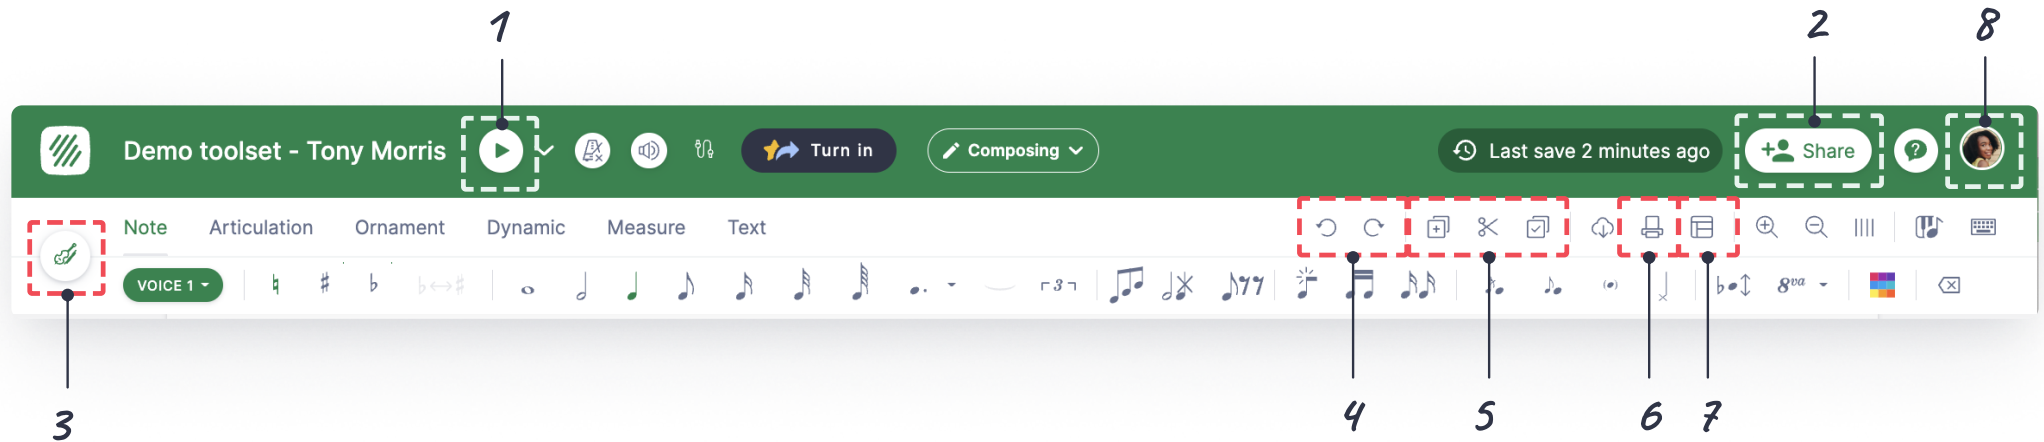 1 2 8
Demo toolset - Tony Morris Turn in Composing Last save 2 minutes ago Share ?
Note Articulation Ornament Dynamic Measure Text
VOICE 1 3 8va
3 4 5 6 7